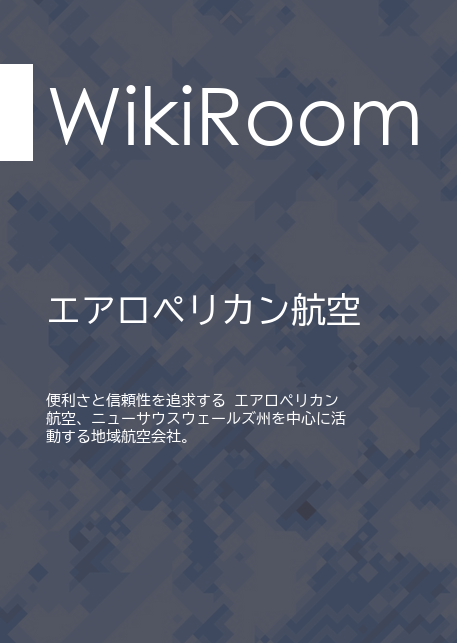 WikiRoom
エアロペリカン航空
便利さと信頼性を追求する エアロペリカン
航空、ニューサウスウェールズ州を中心に活
動する地域航空会社。